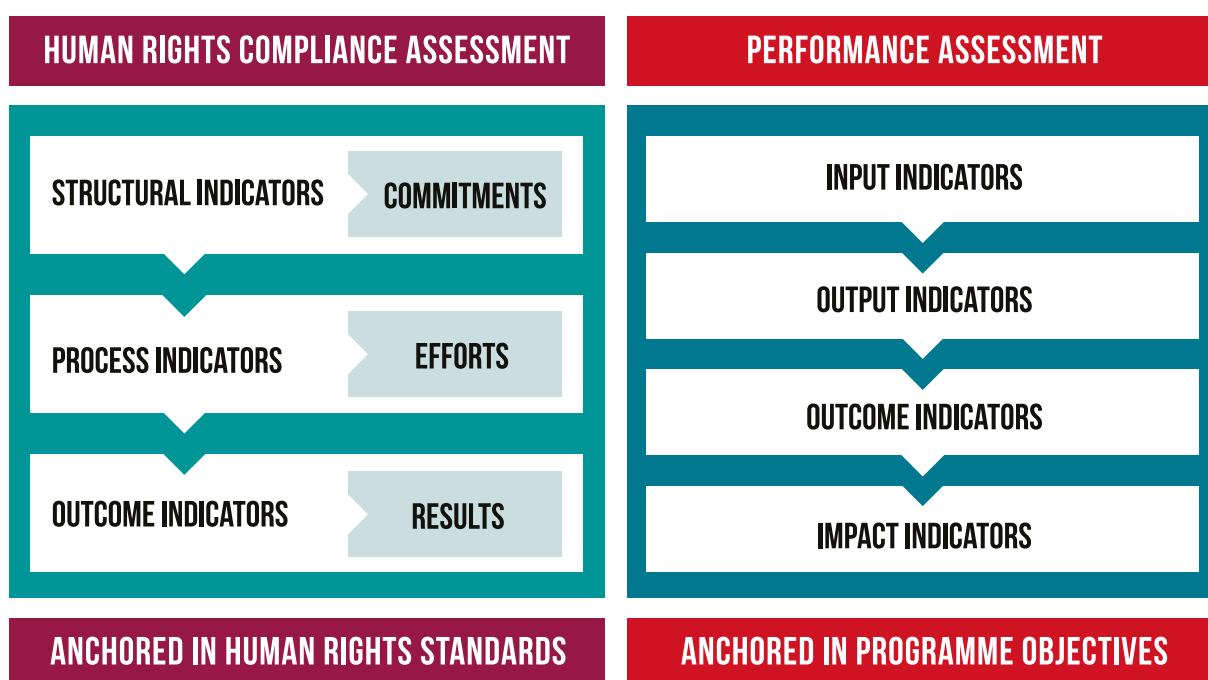 HUMAN RIGHTS COMPLIANCE ASSESSMENT
STRUCTURAL INDICATORS
COMMITMENTS
PROCESS INDICATORS
EFFORTS
OUTCOME INDICATORS
RESULTS
ANCHORED IN HUMAN RIGHTS STANDARDS
PERFORMANCE ASSESSMENT
INPUT INDICATORS
OUTPUT INDICATORS
OUTCOME INDICATORS
IMPACT INDICATORS
ANCHORED IN PROGRAMME OBJECTIVES